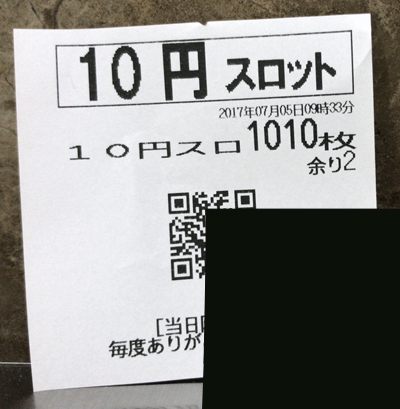 10円 スロット
2017年07月05日09時33分
10円スロ1010枚
余り2
[当日
毎度ありが